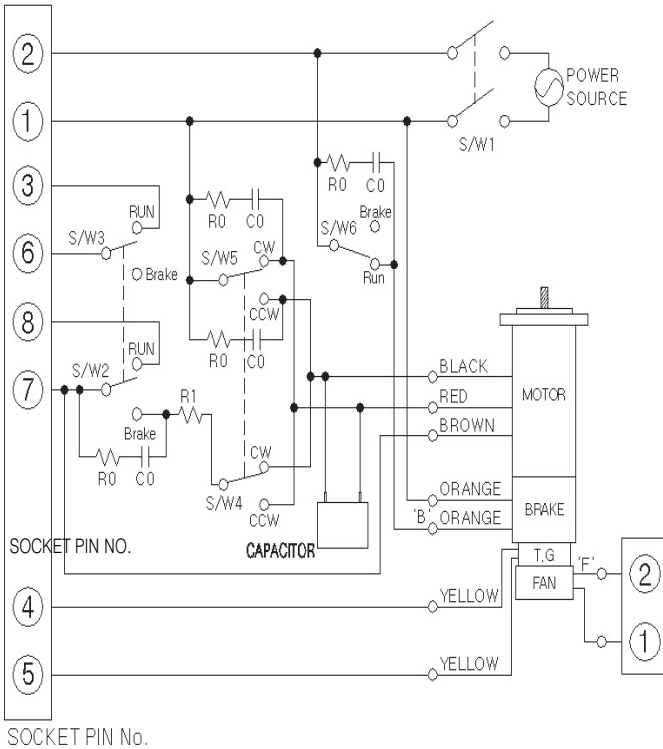 2
POWER
SOURCE
1
S/W1
3
R0 C0
RUN
R0 C0
Brake
S/W3
S/W6
CW
6
S/W5
Brake
Run
CCW
8
R0 C0
RUN
S/W2
BLACK
7
R1
RED
MOTOR
Brake
BROWN
CW
R0 C0
S/W4
ORANGE
BRAKE
CCW
'B' ORANGE
SOCKET PIN NO.
CAPACITOR
T.G 'F'
FAN
2
YELLOW
4
1
YELLOW
5
SOCKET PIN No.